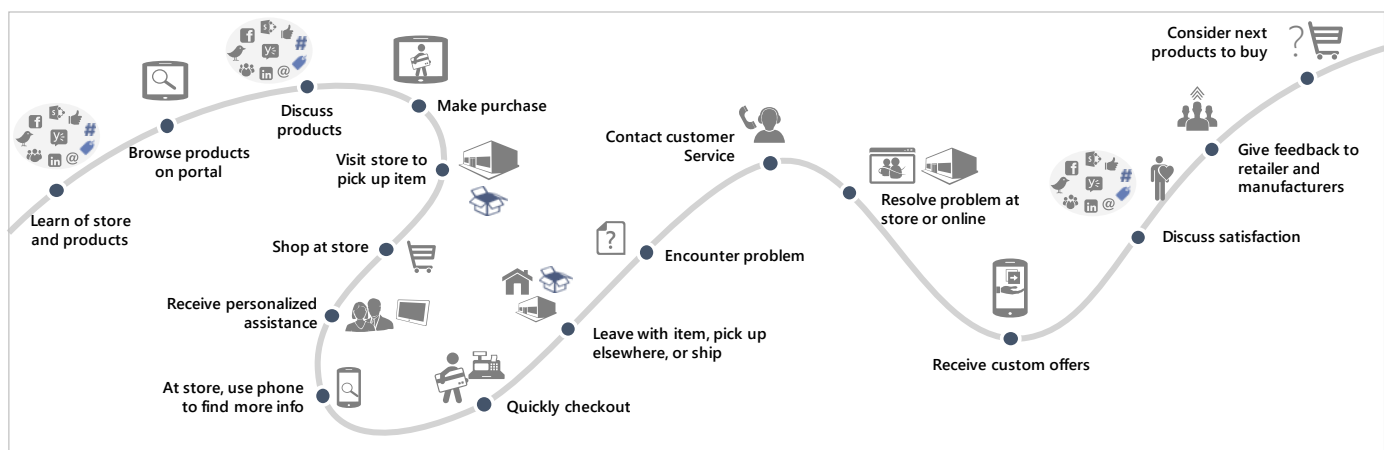 Learn of store
and products
Browse products
on portal
Discuss
products
Make purchase
Visit store to
pick up item
Shop at store
Receive personalized
assistance
At store, use phone
to find more info
Quickly checkout
Leave with item, pick up
elsewhere, or ship
Encounter problem
Contact customer
Service
Resolve problem at
store or online
Receive custom offers
Discuss satisfaction
Give feedback to
retailer and
manufacturers
Consider next
products to buy